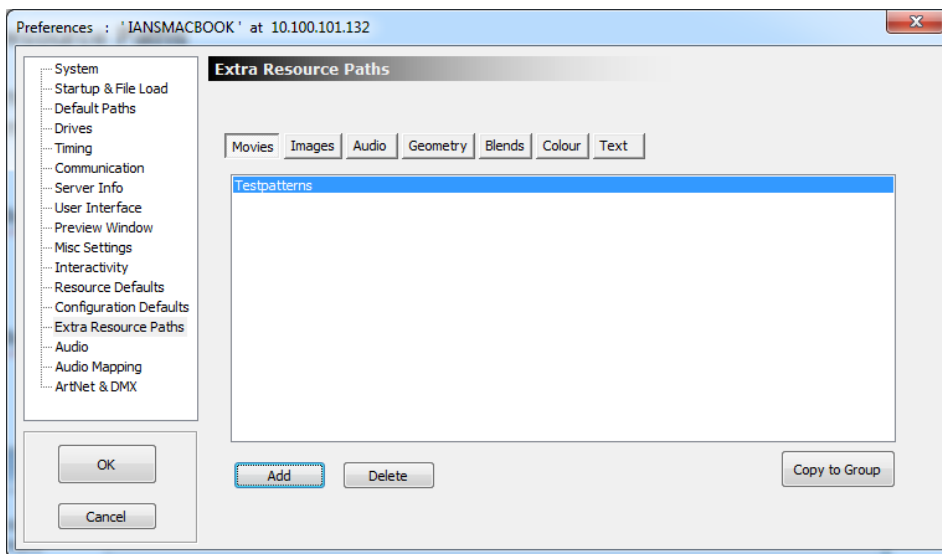 Preferences : 'IANSMACBOOK' at 10.100.101.132
System
Startup & File Load
Default Paths
Drives
Timing
Communication
Server Info
User Interface
Preview Window
Misc Settings
Interactivity
Resource Defaults
Configuration Defaults
Extra Resource Paths
Audio
Audio Mapping
ArtNet & DMX
OK
Cancel
Extra Resource Paths
Movies Images Audio Geometry Blends Colour Text
Testpatterns
Add Delete Copy to Group